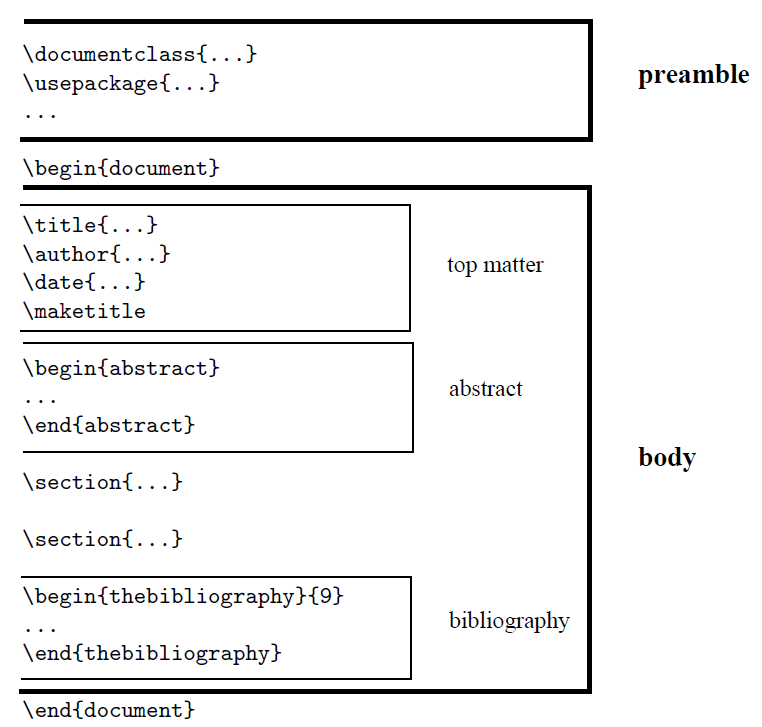 \documentclass{...}
\usepackage{...}
...
preamble
\begin{document}
\title{...}
\author{...}
\date{...}
\maketitle
top matter
\begin{abstract}
...
\end{abstract}
abstract
\section{...}
body
\section{...}
\begin{thebibliography}{9}
...
\end{thebibliography}
bibliography
\end{document}